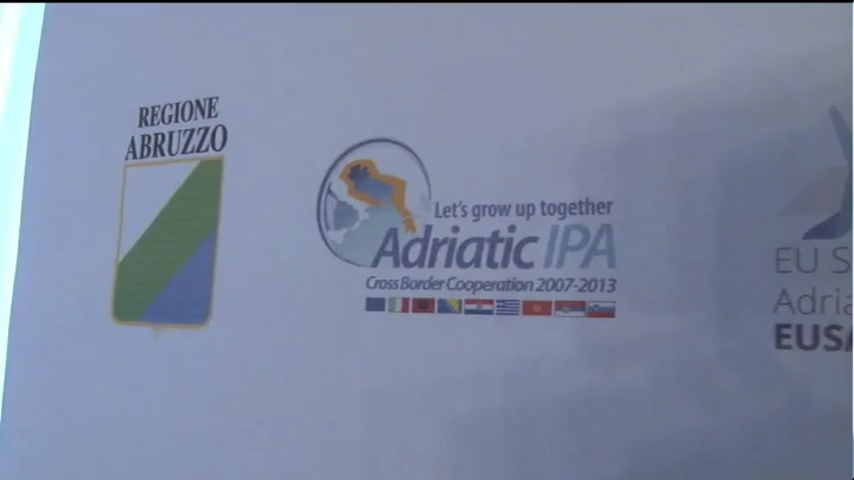 REGIONE
ABRUZZO
Let's grow up together
Adriatic IPA
Cross Border Cooperation 2007-2013
EU S
Adria
EUSA